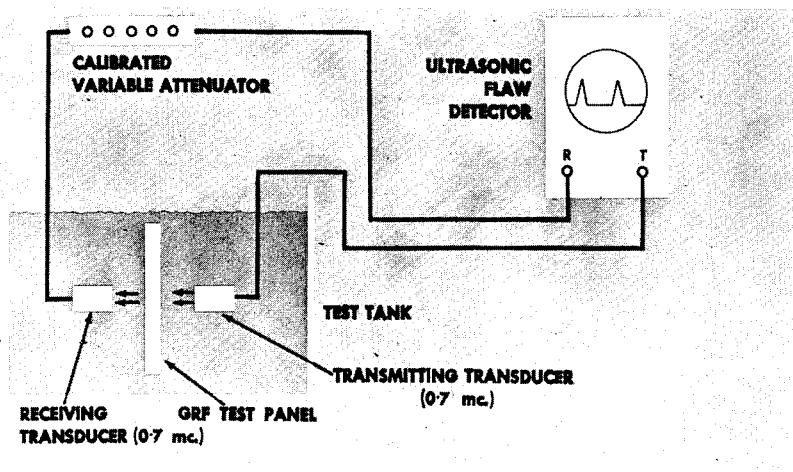 CALIBRATED
VARIABLE ATTENUATOR
ULTRASONIC
FLAW
DETECTOR
R T
TEST TANK
TRANSMITTING TRANSDUCER
(0·7 mc.)
RECEIVING
TRANSDUCER (0·7 mc.)
GRF TEST PANEL